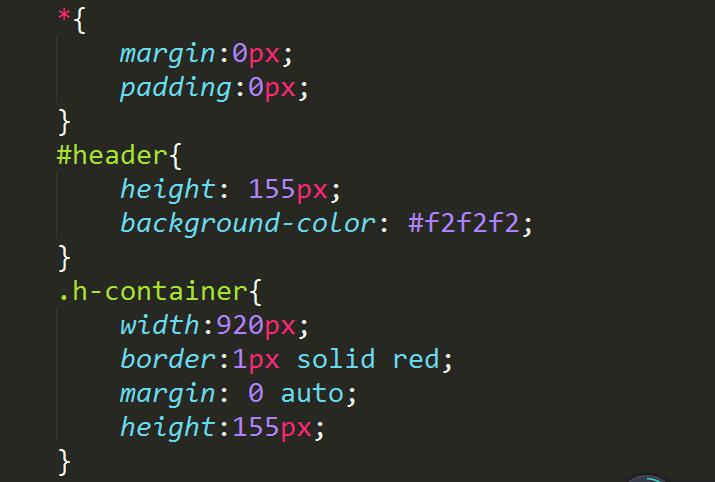 *{
margin:0px;
padding:0px;
}
#header{
height: 155px;
background-color: #f2f2f2;
}
.h-container{
width:920px;
border:1px solid red;
margin: 0 auto;
height:155px;
}